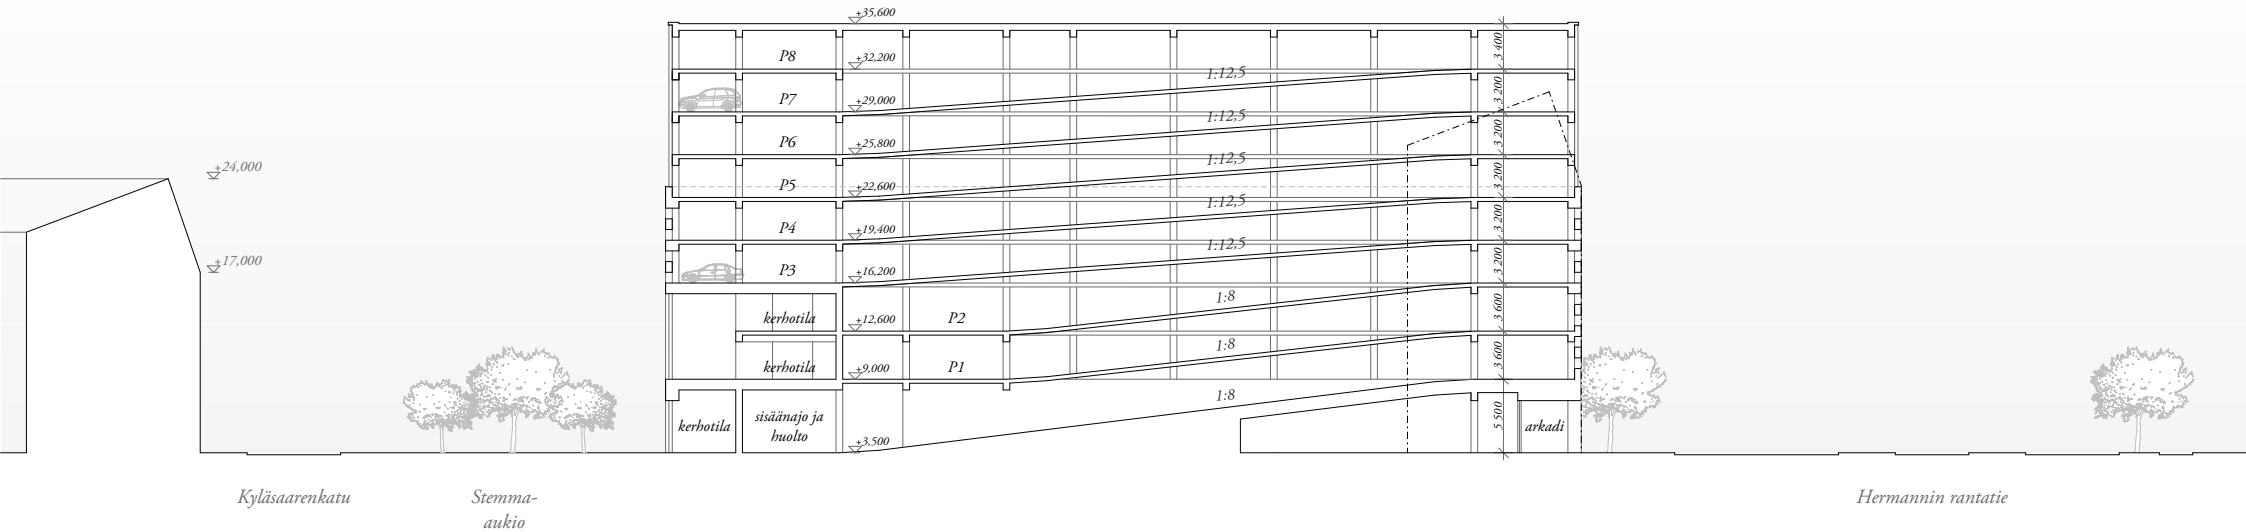 +35,600
3 400
P8
+32,200
1:12,5
3 200
P7
+29,000
1:12,5
3 200
P6
+25,800
1:12,5
+24,000
3 200
P5
+22,600
1:12,5
3 200
P4
+19,400
1:12,5
+17,000
3 200
P3
+16,200
1:8
3 600
kerhotila
+12,600
P2
1:8
3 600
kerhotila
+9,000
P1
1:8
5 500
kerhotila
sisäänajo ja
huolto
+3,500
arkadi
Kyläsaarenkatu
Stemma-
aukio
Hermannin rantatie